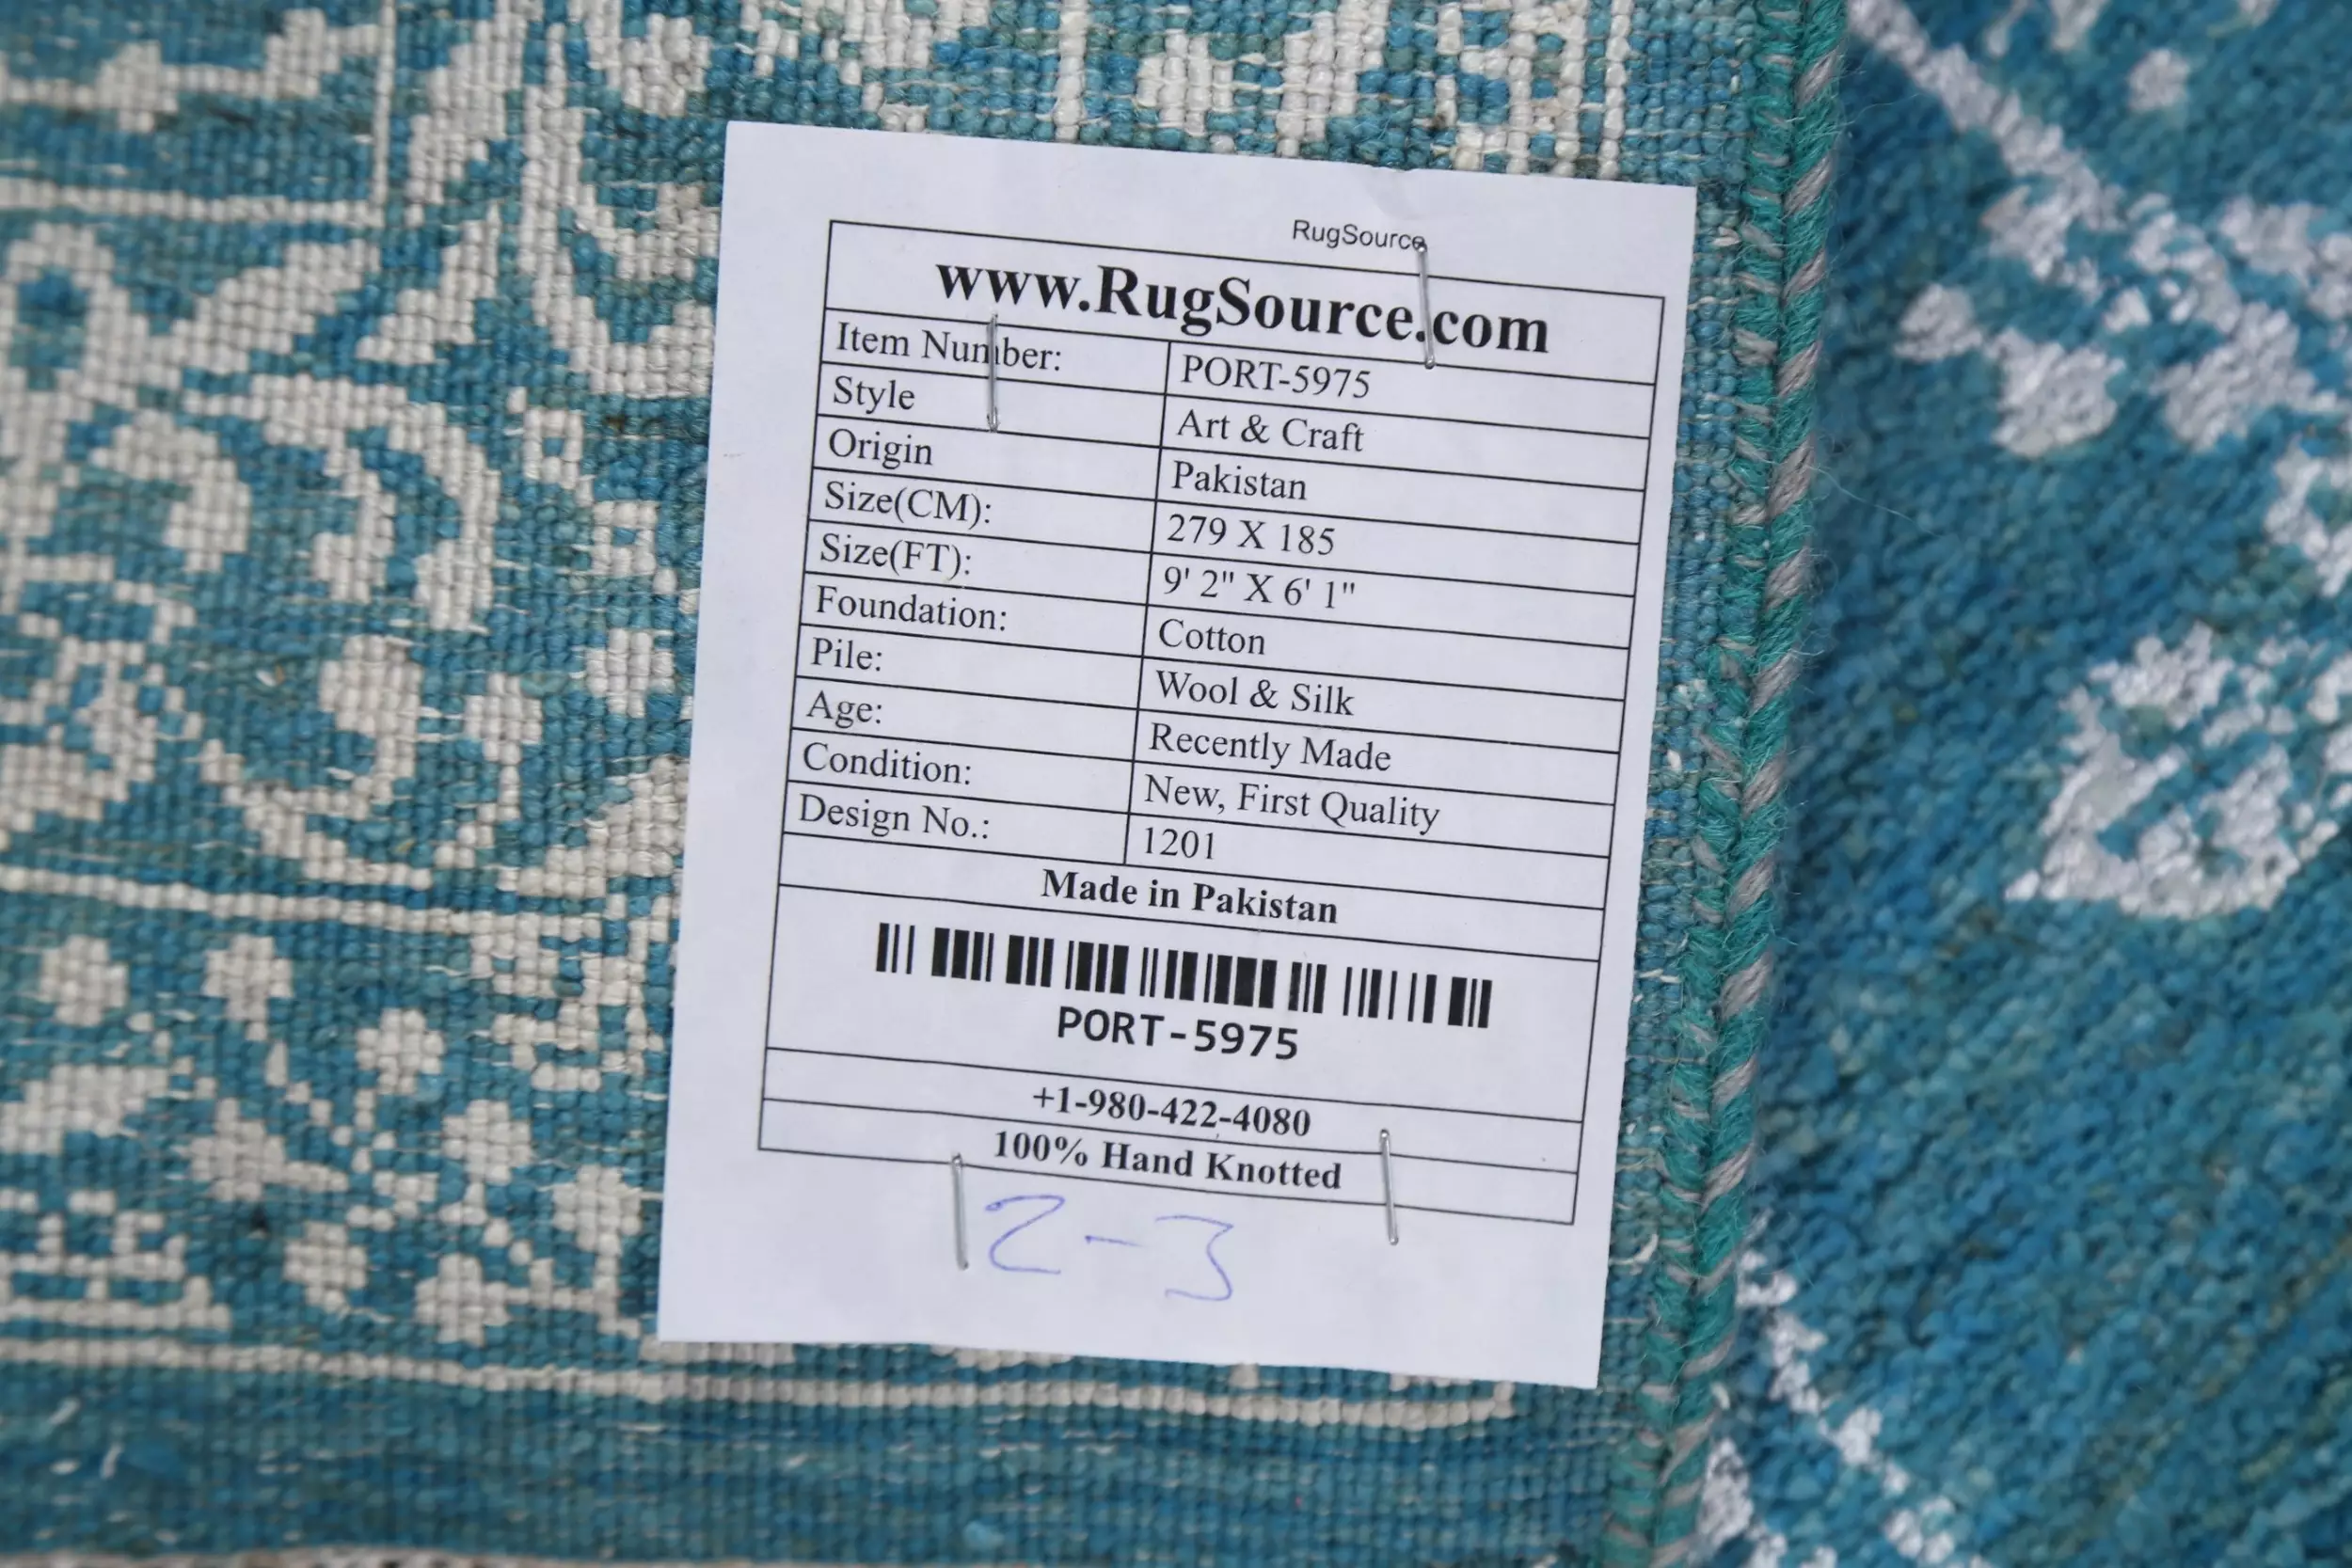 RugSource
www.RugSource.com
Item Number: PORT-5975
Style Art & Craft
Origin Pakistan
Size(CM): 279 X 185
Size(FT): 9' 2" X 6' 1"
Foundation: Cotton
Pile: Wool & Silk
Age: Recently Made
Condition: New, First Quality
Design No.: 1201
Made in Pakistan
PORT-5975
+1-980-422-4080
100% Hand Knotted
2-3